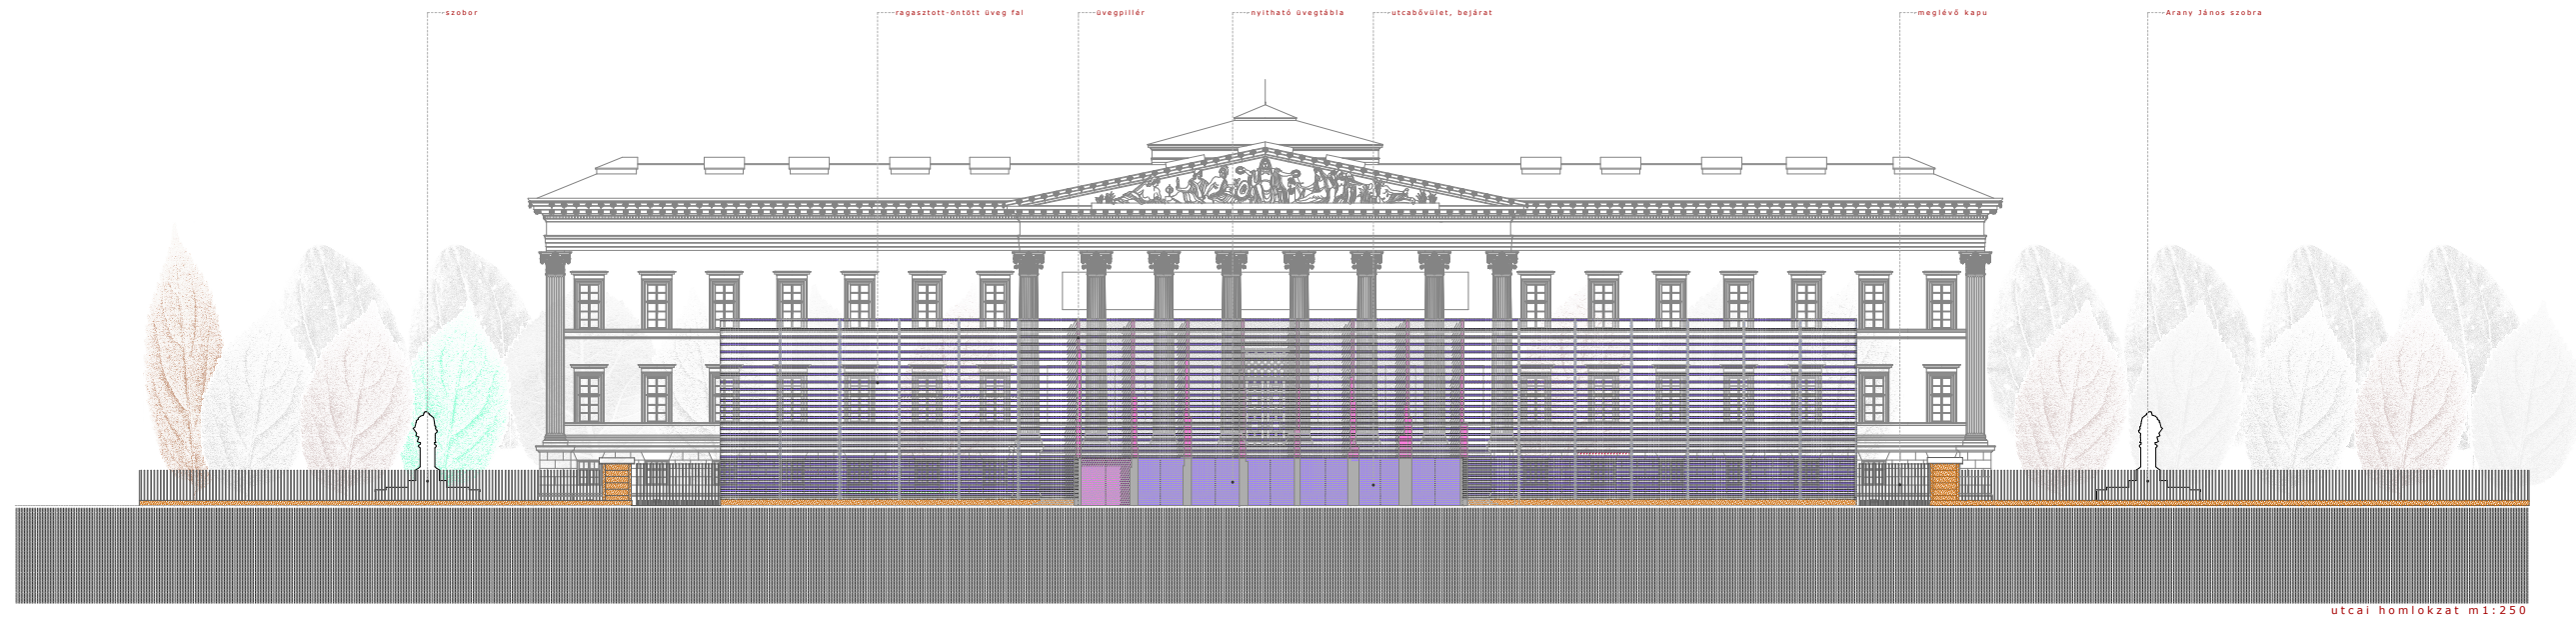 szobor
ragasztott-öntött üveg fal
üvegpillér
nyitható üvegtábla
utcabővület, bejárat
meglévő kapu
Arany János szobra
utcai homlokzat m1:250